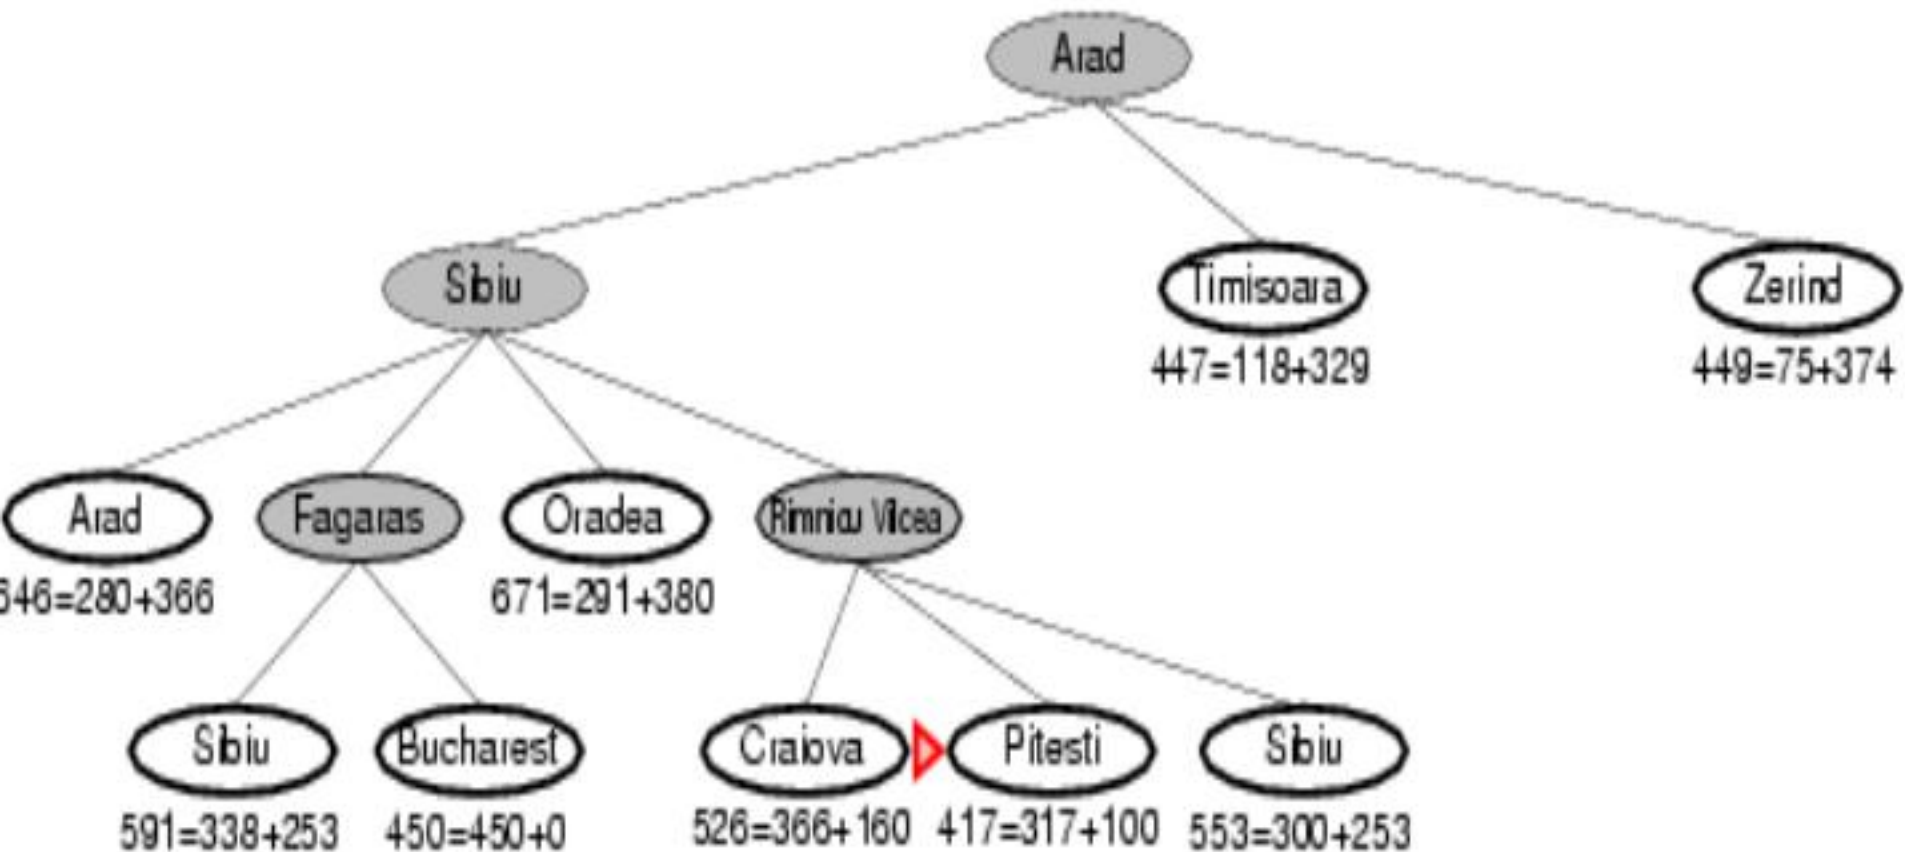 Arad
Sibiu
Timisoara
Zerind
447=118+329
449=75+374
Arad
Fagaras
Oradea
Rimnicu Vilcea
646=280+366
671=291+380
Sibiu
Bucharest
Craiova
Pitesti
Sibiu
591=338+253
450=450+0
526=366+160
417=317+100
553=300+253